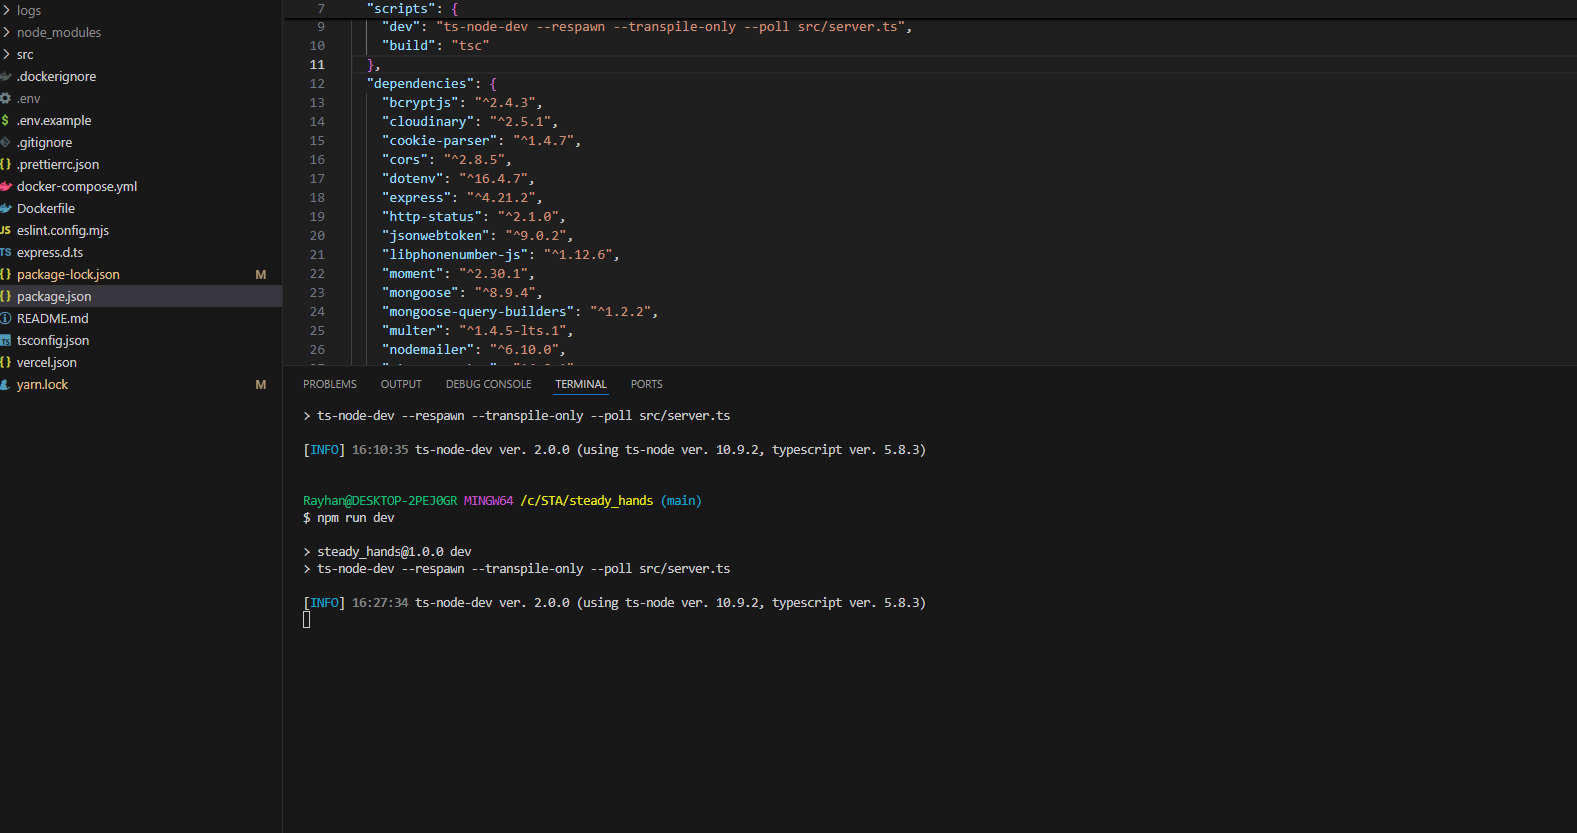 logs
node_modules
src
.dockerignore
.env
$ .env.example
.gitignore
{} .prettierrc.json
docker-compose.yml
Dockerfile
JS eslint.config.mjs
TS express.d.ts
{} package-lock.json M
{} package.json
README.md
TS tsconfig.json
{} vercel.json
yarn.lock M
7 "scripts": {
9 "dev": "ts-node-dev --respawn --transpile-only --poll src/server.ts",
10 "build": "tsc"
11 },
12 "dependencies": {
13 "bcryptjs": "^2.4.3",
14 "cloudinary": "^2.5.1",
15 "cookie-parser": "^1.4.7",
16 "cors": "^2.8.5",
17 "dotenv": "^16.4.7",
18 "express": "^4.21.2",
19 "http-status": "^2.1.0",
20 "jsonwebtoken": "^9.0.2",
21 "libphonenumber-js": "^1.12.6",
22 "moment": "^2.30.1",
23 "mongoose": "^8.9.4",
24 "mongoose-query-builders": "^1.2.2",
25 "multer": "^1.4.5-lts.1",
26 "nodemailer": "^6.10.0",
PROBLEMS OUTPUT DEBUG CONSOLE TERMINAL PORTS
> ts-node-dev --respawn --transpile-only --poll src/server.ts
[INFO] 16:10:35 ts-node-dev ver. 2.0.0 (using ts-node ver. 10.9.2, typescript ver. 5.8.3)
Rayhan@DESKTOP-2PEJ0GR MINGW64 /c/STA/steady_hands (main)
$ npm run dev
> steady_hands@1.0.0 dev
> ts-node-dev --respawn --transpile-only --poll src/server.ts
[INFO] 16:27:34 ts-node-dev ver. 2.0.0 (using ts-node ver. 10.9.2, typescript ver. 5.8.3)